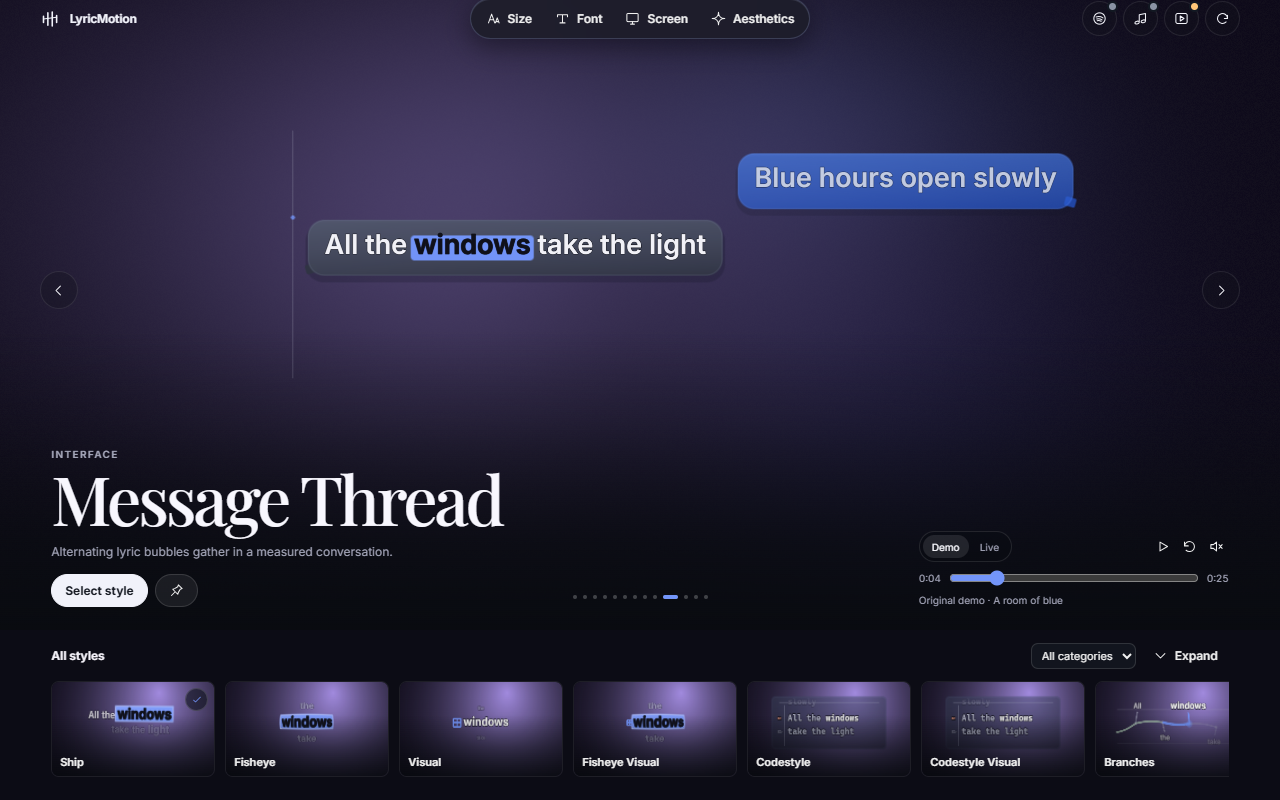 LyricMotion
Size Font Screen Aesthetics
Blue hours open slowly
All the windows take the light
INTERFACE
Message Thread
Alternating lyric bubbles gather in a measured conversation.
Select style
Demo Live
0:04 0:25
Original demo · A room of blue
All styles
All categories
Expand
All the windows
take the light
Ship
the
windows
take
Fisheye
windows
Visual
the
windows
take
Fisheye Visual
slowly
All the windows
take the light
Codestyle
slowly
All the windows
take the light
Codestyle Visual
All windows
the take
Branches